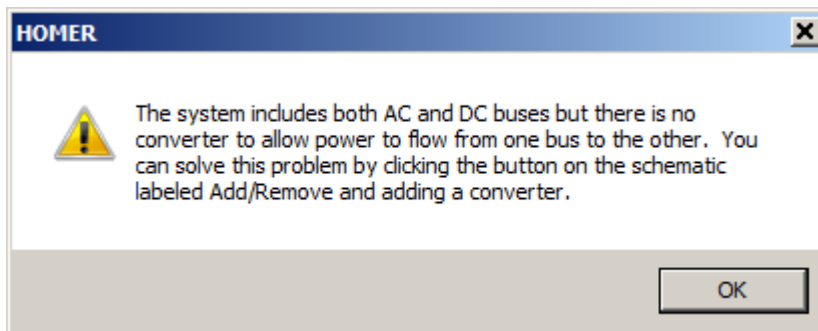 HOMER
The system includes both AC and DC buses but there is no
converter to allow power to flow from one bus to the other.  You
can solve this problem by clicking the button on the schematic
labeled Add/Remove and adding a converter.
OK